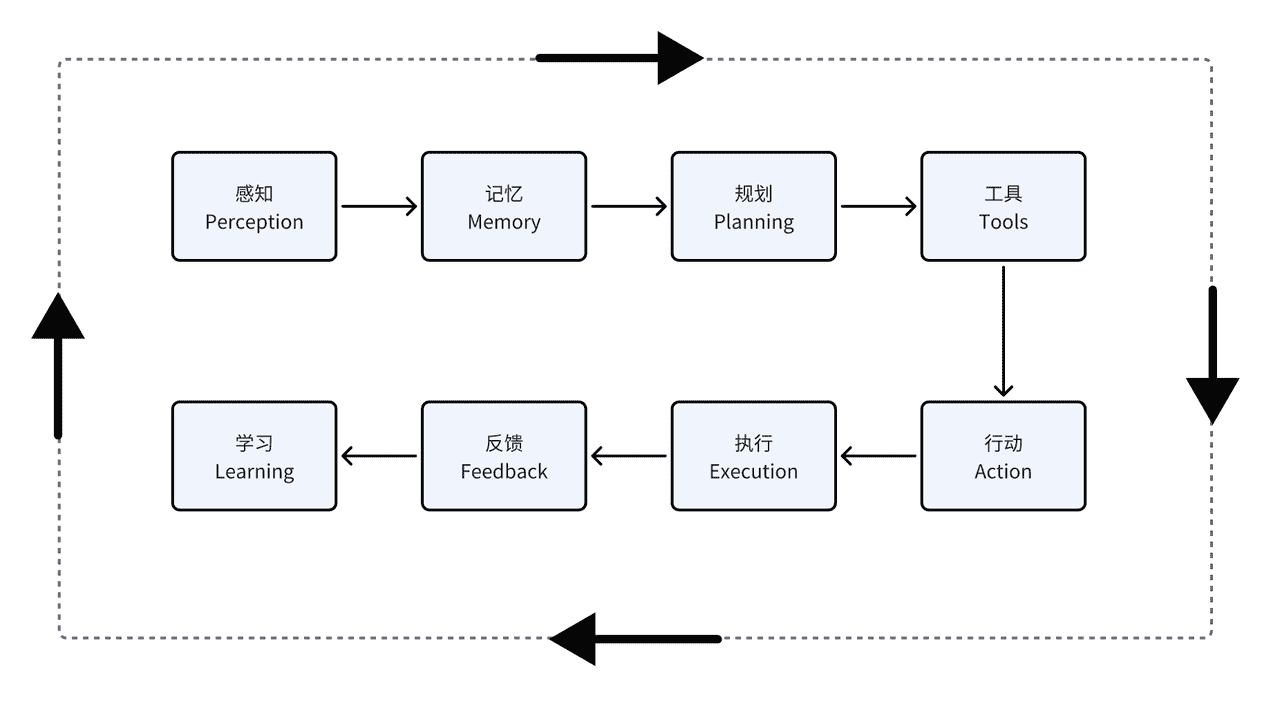 感知
Perception
记忆
Memory
规划
Planning
工具
Tools
学习
Learning
反馈
Feedback
执行
Execution
行动
Action